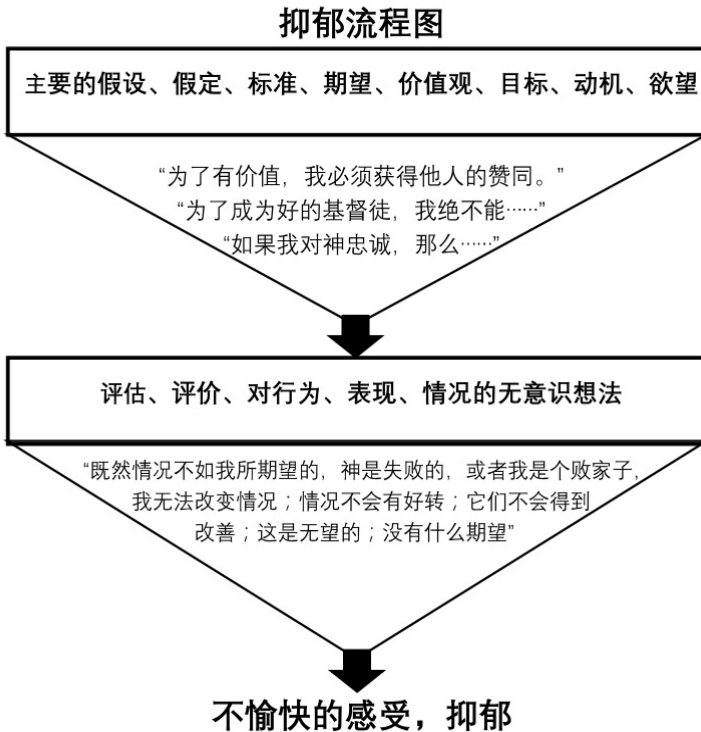 抑郁流程图
主要的假设、假定、标准、期望、价值观、目标、动机、欲望
“为了有价值，我必须获得他人的赞同。”
“为了成为好的基督徒，我绝不能……”
“如果我对神忠诚，那么……”
评估、评价、对行为、表现、情况的无意识想法
“既然情况不如我所期望的，神是失败的，或者我是个败家子，
我无法改变情况；情况不会有好转；它们不会得到
改善；这是无望的；没有什么期望”
不愉快的感受，抑郁